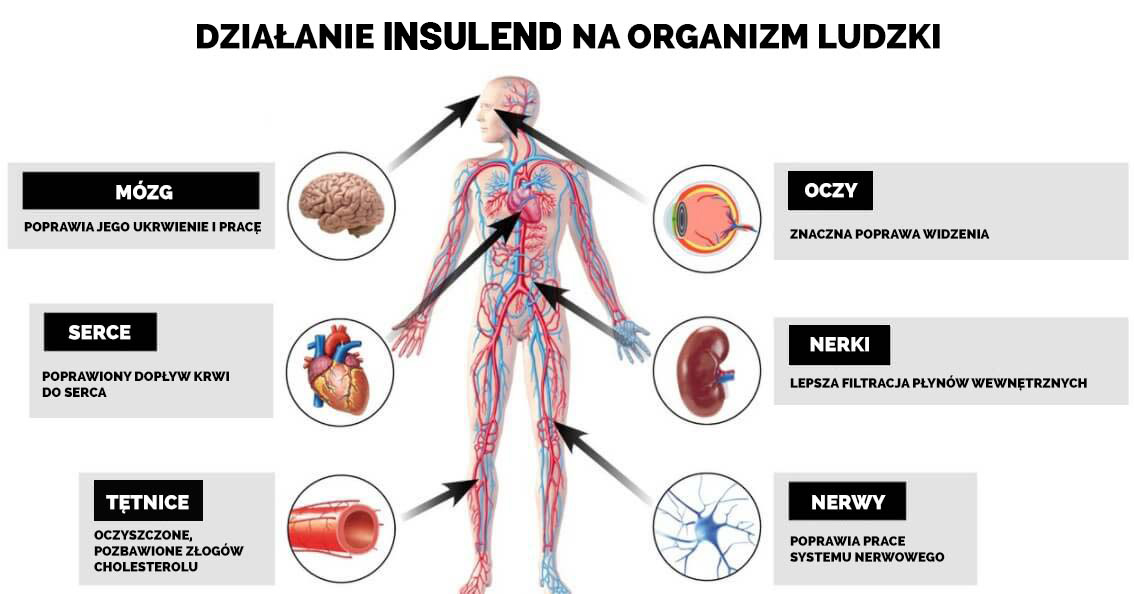 DZIAŁANIE INSULEND NA ORGANIZM LUDZKI
MÓZG
POPRAWIA JEGO UKRWIENIE I PRACĘ
SERCE
POPRAWIONY DOPŁYW KRWI
DO SERCA
TĘTNICE
OCZYSZCZONE,
POZBAWIONE ZŁOGÓW
CHOLESTEROLU
OCZY
ZNACZNA POPRAWA WIDZENIA
NERKI
LEPSZA FILTRACJA PŁYNÓW WEWNĘTRZNYCH
NERWY
POPRAWIA PRACE
SYSTEMU NERWOWEGO